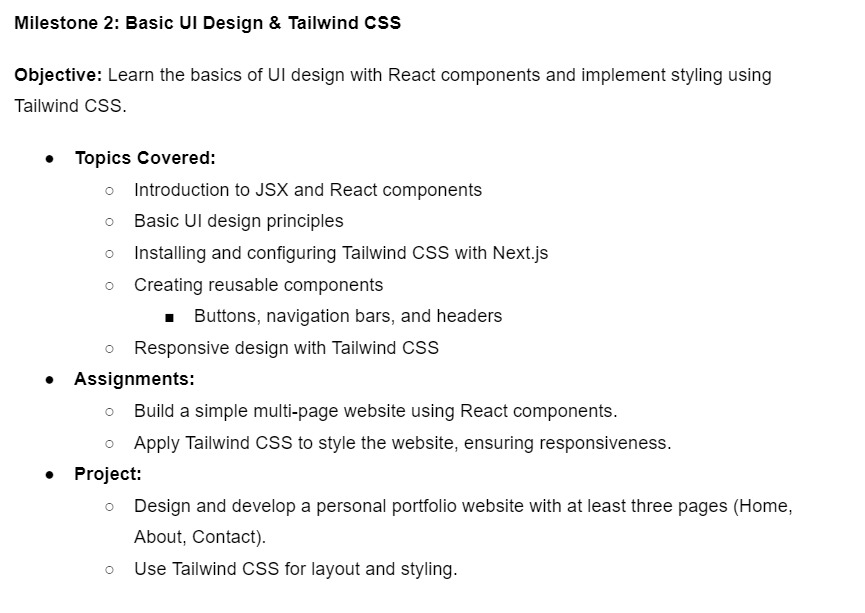 Milestone 2: Basic UI Design & Tailwind CSS
Objective: Learn the basics of UI design with React components and implement styling using
Tailwind CSS.
● Topics Covered:
○ Introduction to JSX and React components
○ Basic UI design principles
○ Installing and configuring Tailwind CSS with Next.js
○ Creating reusable components
■ Buttons, navigation bars, and headers
○ Responsive design with Tailwind CSS
● Assignments:
○ Build a simple multi-page website using React components.
○ Apply Tailwind CSS to style the website, ensuring responsiveness.
● Project:
○ Design and develop a personal portfolio website with at least three pages (Home,
About, Contact).
○ Use Tailwind CSS for layout and styling.